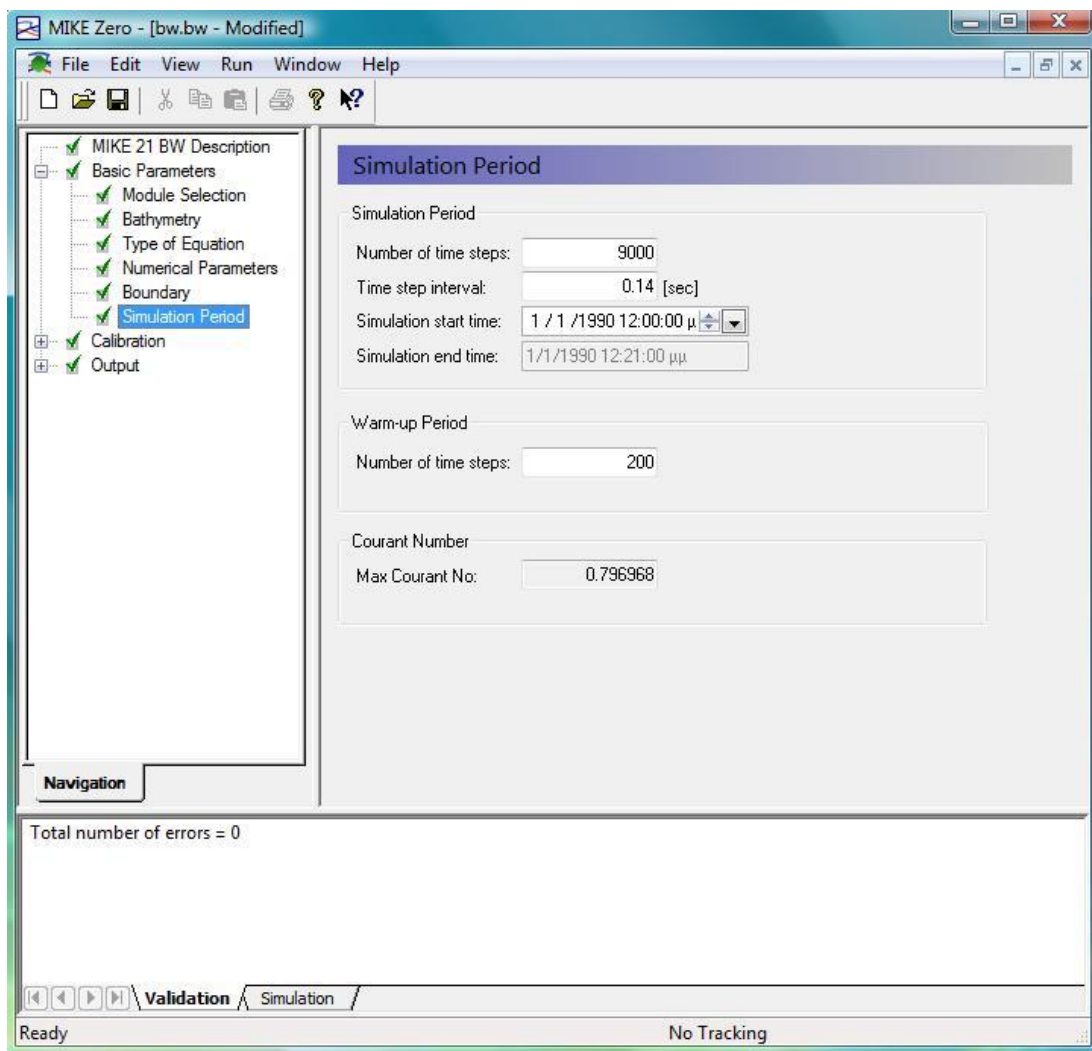 MIKE Zero - [bw.bw - Modified]
File Edit View Run Window Help
MIKE 21 BW Description
Basic Parameters
Module Selection
Bathymetry
Type of Equation
Numerical Parameters
Boundary
Simulation Period
Calibration
Output
Navigation
Simulation Period
Simulation Period
Number of time steps: 9000
Time step interval: 0.14 [sec]
Simulation start time: 1 / 1 /1990 12:00:00 μ
Simulation end time: 1/1/1990 12:21:00 μμ
Warm-up Period
Number of time steps: 200
Courant Number
Max Courant No: 0.796968
Total number of errors = 0
Validation Simulation
Ready No Tracking